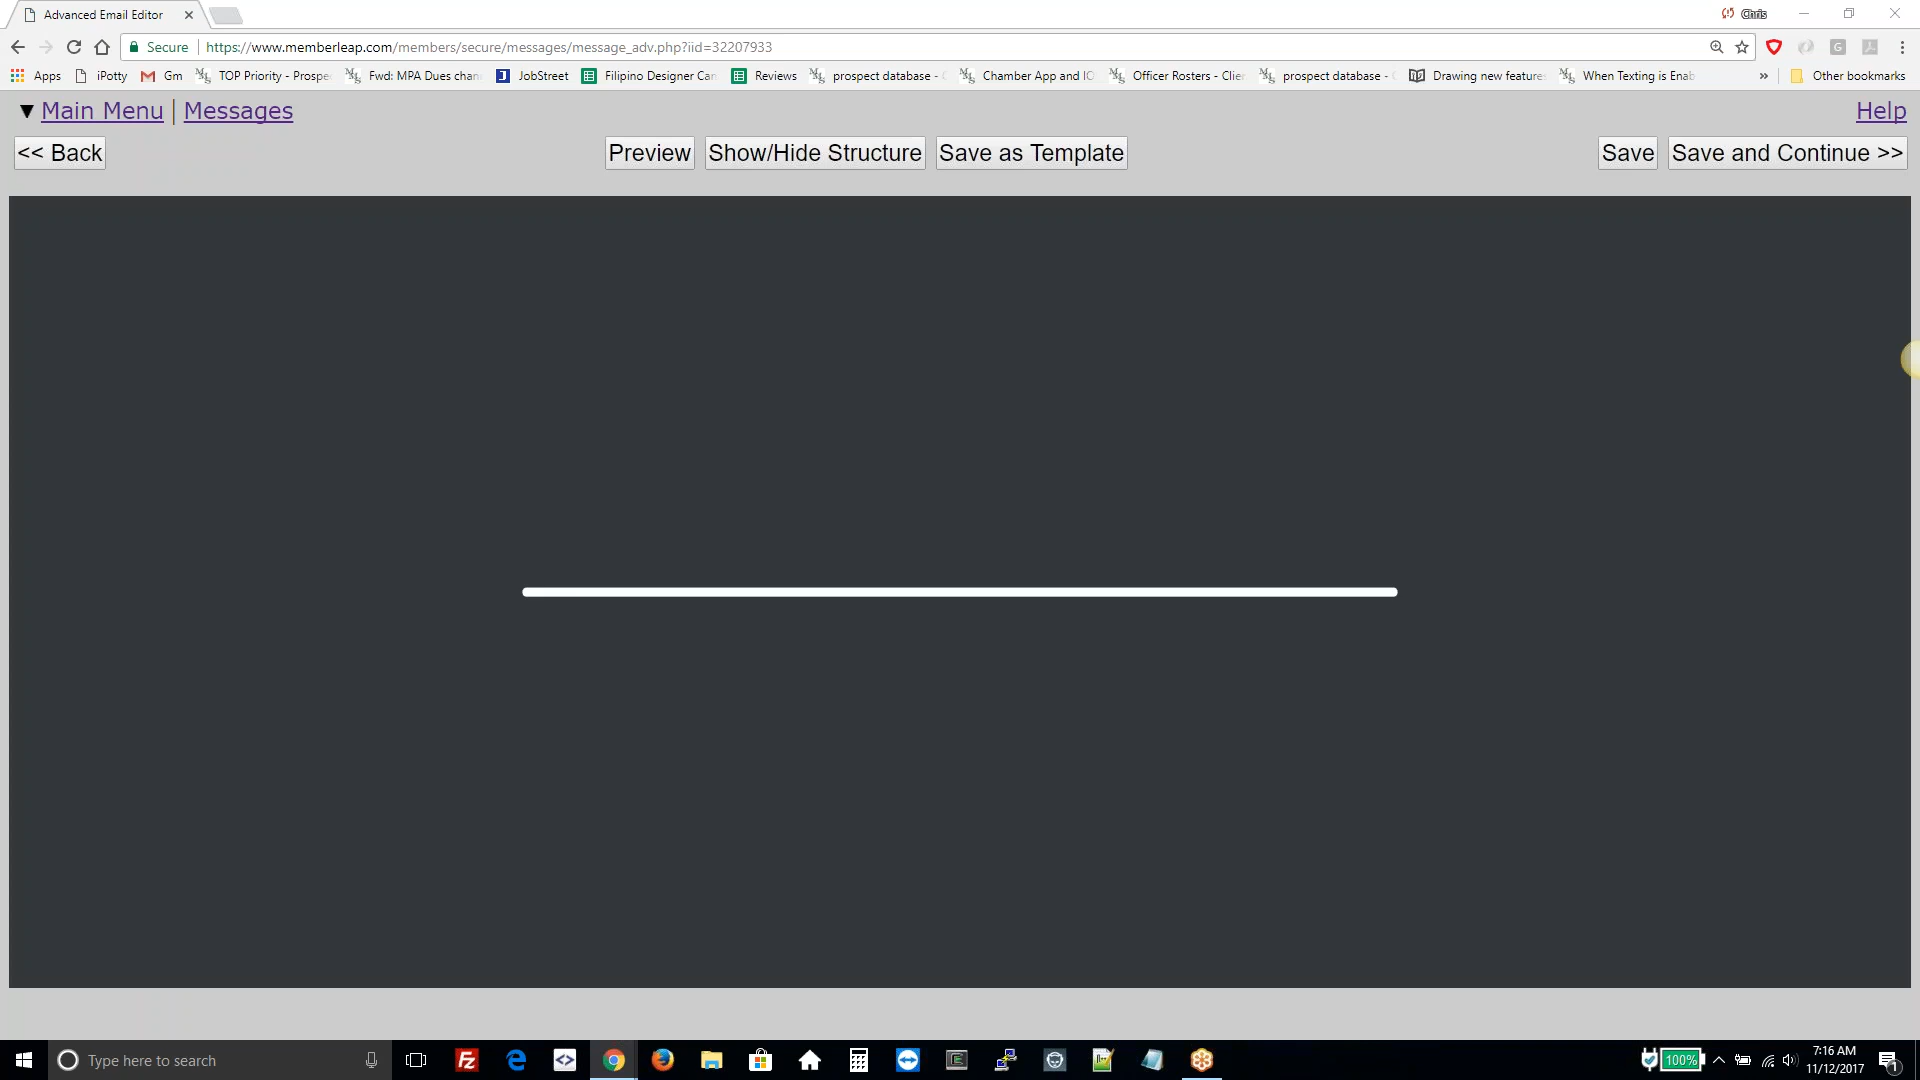 Advanced Email Editor
Chris
Secure
https://www.memberleap.com/members/secure/messages/message_adv.php?iid=32207933
Apps
iPotty
Gm
TOP Priority - Prospe
Fwd: MPA Dues chan
JobStreet
Filipino Designer Can
Reviews
prospect database - C
Chamber App and IO
Officer Rosters - Clien
prospect database - C
Drawing new features
When Texting is Enab
»
Other bookmarks
▼ Main Menu | Messages
Help
<< Back
Preview
Show/Hide Structure
Save as Template
Save
Save and Continue >>
Type here to search
100%
7:16 AM
11/12/2017
1